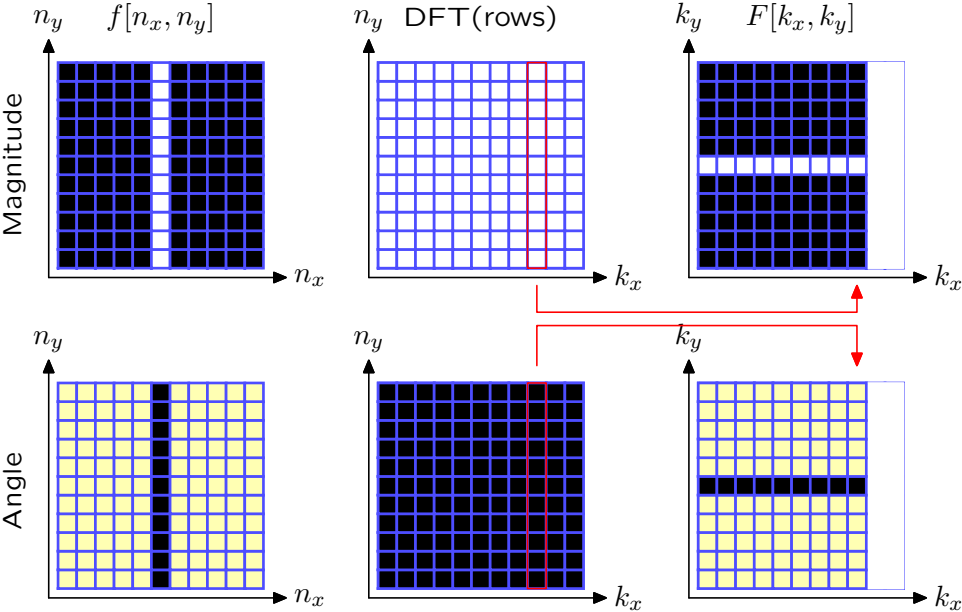 n_y f[n_x, n_y] n_y DFT(rows) k_y F[k_x, k_y]
Magnitude
n_x k_x k_x
n_y n_y k_y
Angle
n_x k_x k_x